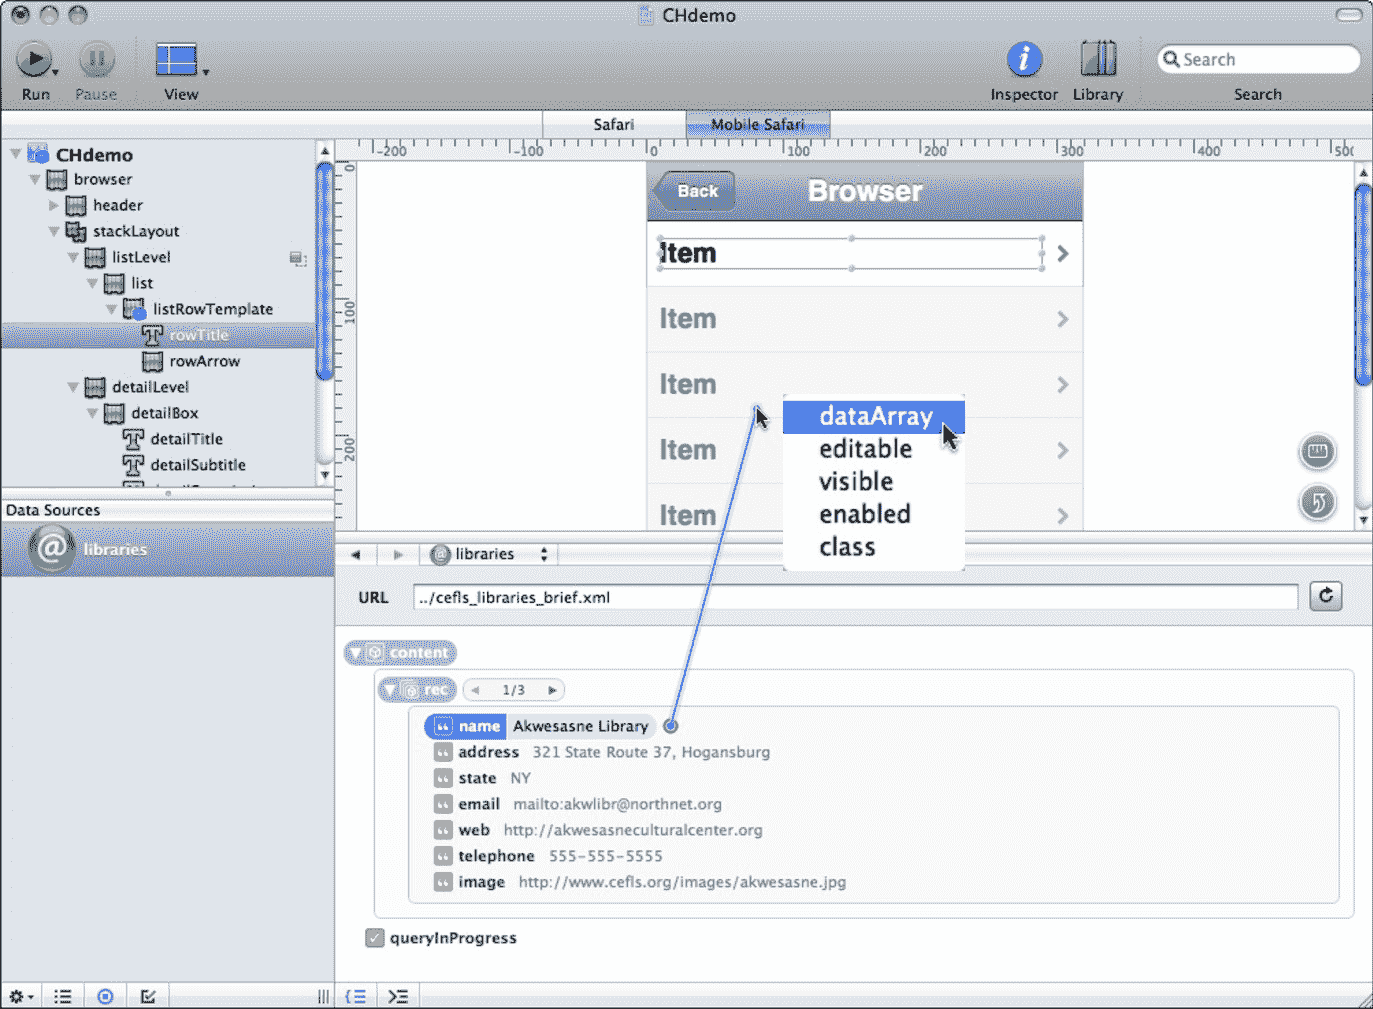 CHdemo
Run Pause View Inspector Library Search
Search
Safari Mobile Safari
CHdemo
browser
header
stackLayout
listLevel
list
listRowTemplate
rowTitle
rowArrow
detailLevel
detailBox
detailTitle
detailSubtitle
Data Sources
libraries
-200 -100 0 100 200 300 400
0
100
200
Back Browser
Item
Item
Item
Item
Item
dataArray
editable
visible
enabled
class
libraries
URL ../cefls_libraries_brief.xml
content
rec 1/3
name Akwesasne Library
address 321 State Route 37, Hogansburg
state NY
email mailto:akwlibr@northnet.org
web http://akwesasneculturalcenter.org
telephone 555-555-5555
image http://www.cefls.org/images/akwesasne.jpg
queryInProgress